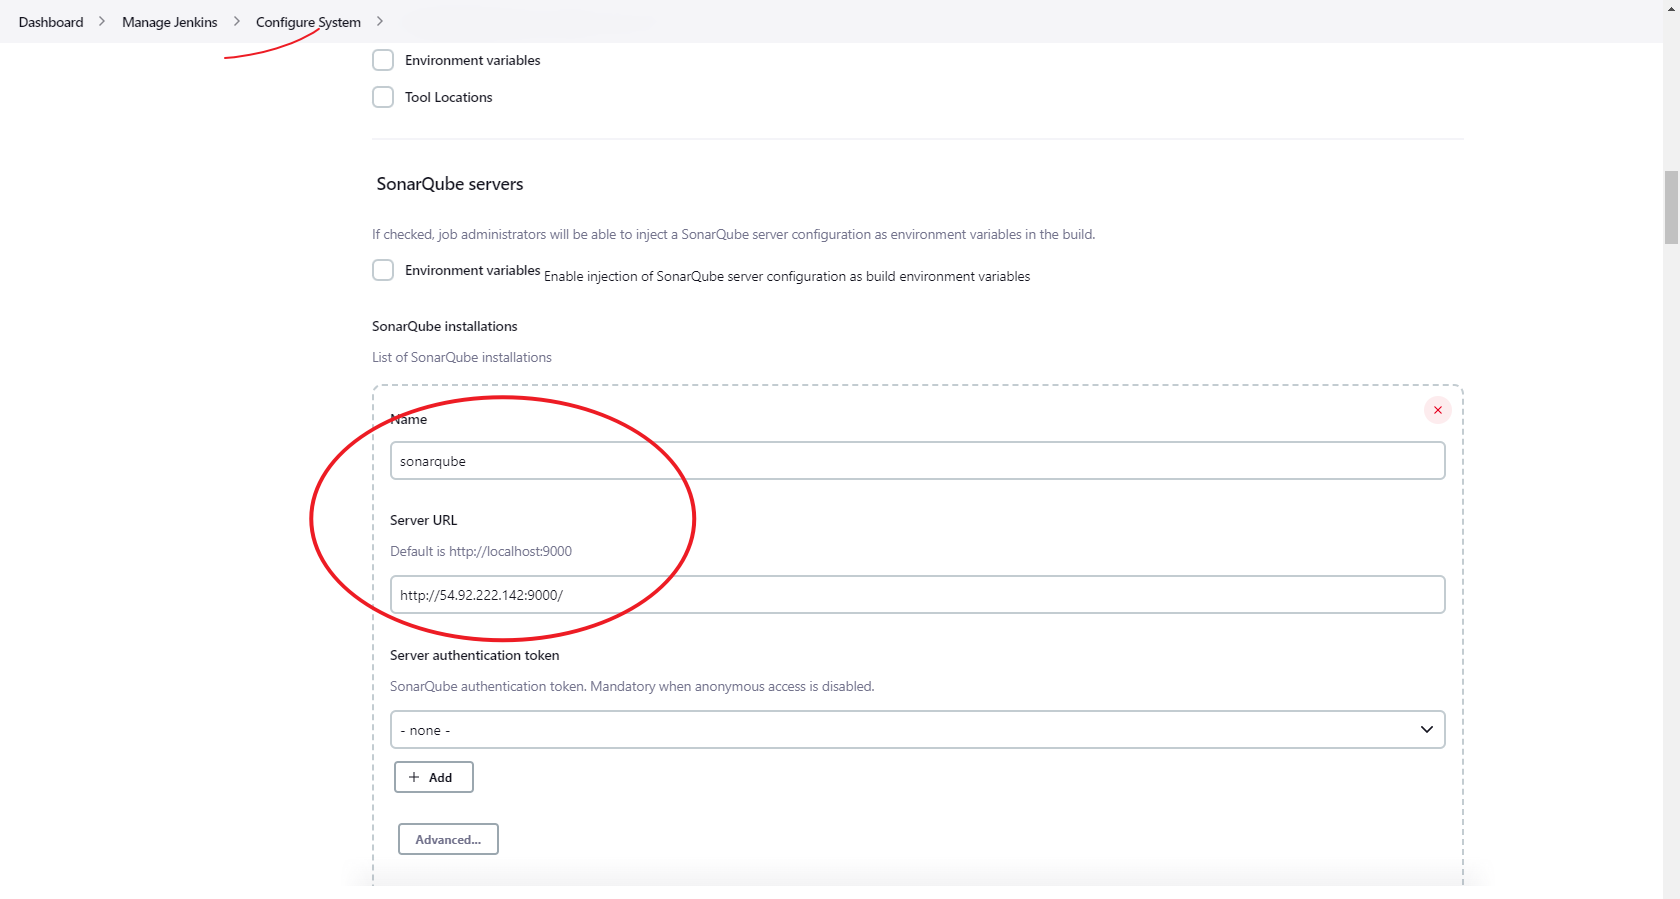 Dashboard > Manage Jenkins > Configure System >
Environment variables
Tool Locations
SonarQube servers
If checked, job administrators will be able to inject a SonarQube server configuration as environment variables in the build.
Environment variables Enable injection of SonarQube server configuration as build environment variables
SonarQube installations
List of SonarQube installations
Name
sonarqube
Server URL
Default is http://localhost:9000
http://54.92.222.142:9000/
Server authentication token
SonarQube authentication token. Mandatory when anonymous access is disabled.
- none -
+ Add
Advanced...